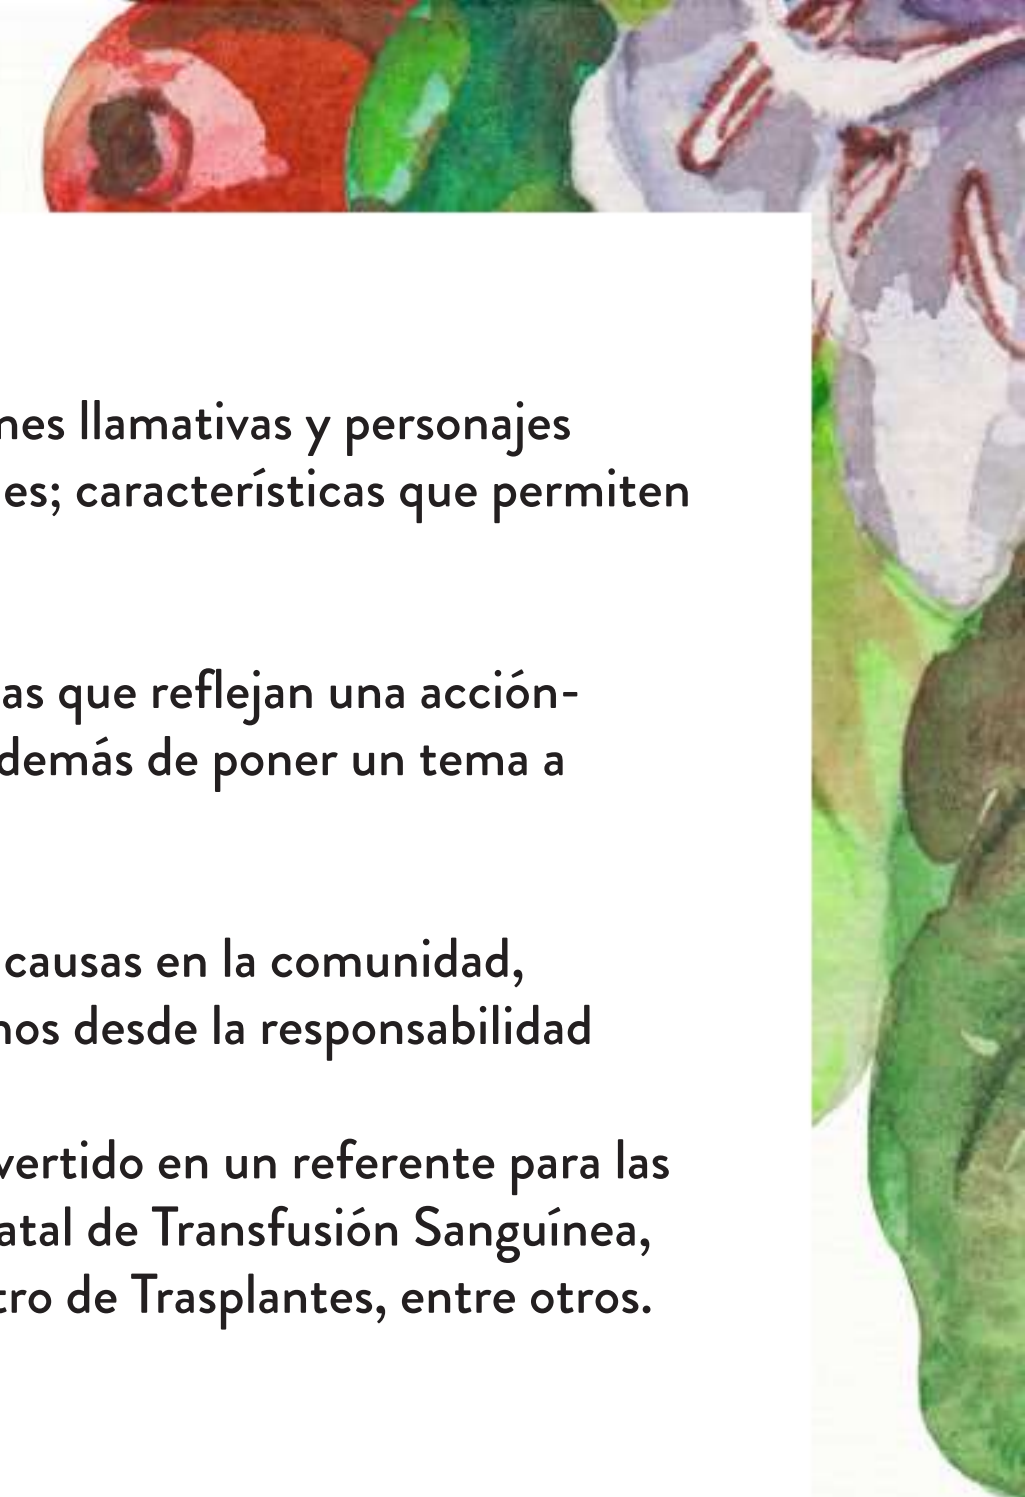 nes llamativas y personajes
es; características que permiten
as que reflejan una acción-
demás de poner un tema a
causas en la comunidad,
nos desde la responsabilidad
vertido en un referente para las
atal de Transfusión Sanguínea,
tro de Trasplantes, entre otros.